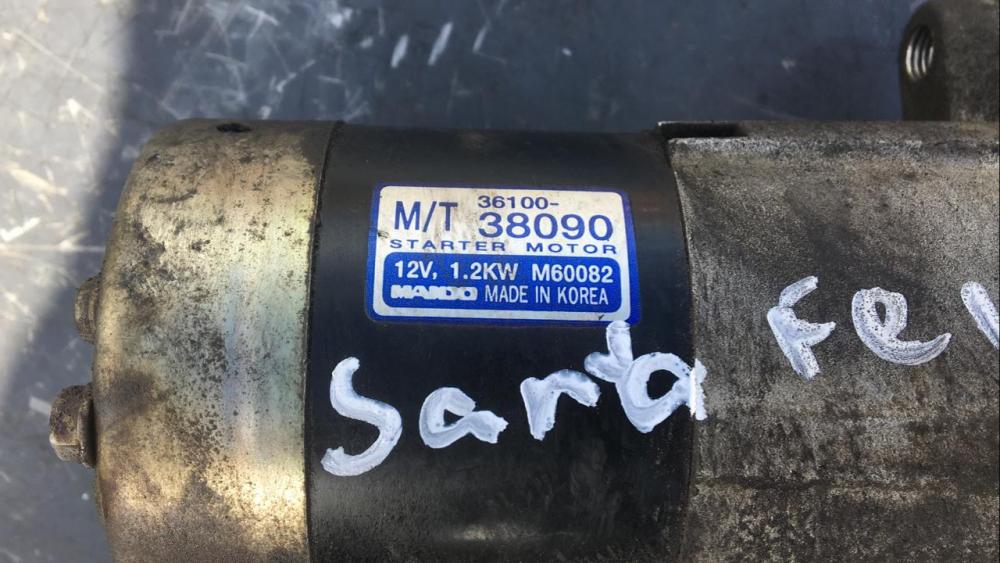 36100-
M/T 38090
STARTER MOTOR
12V, 1.2KW M60082
MANDO MADE IN KOREA
Santa Fe